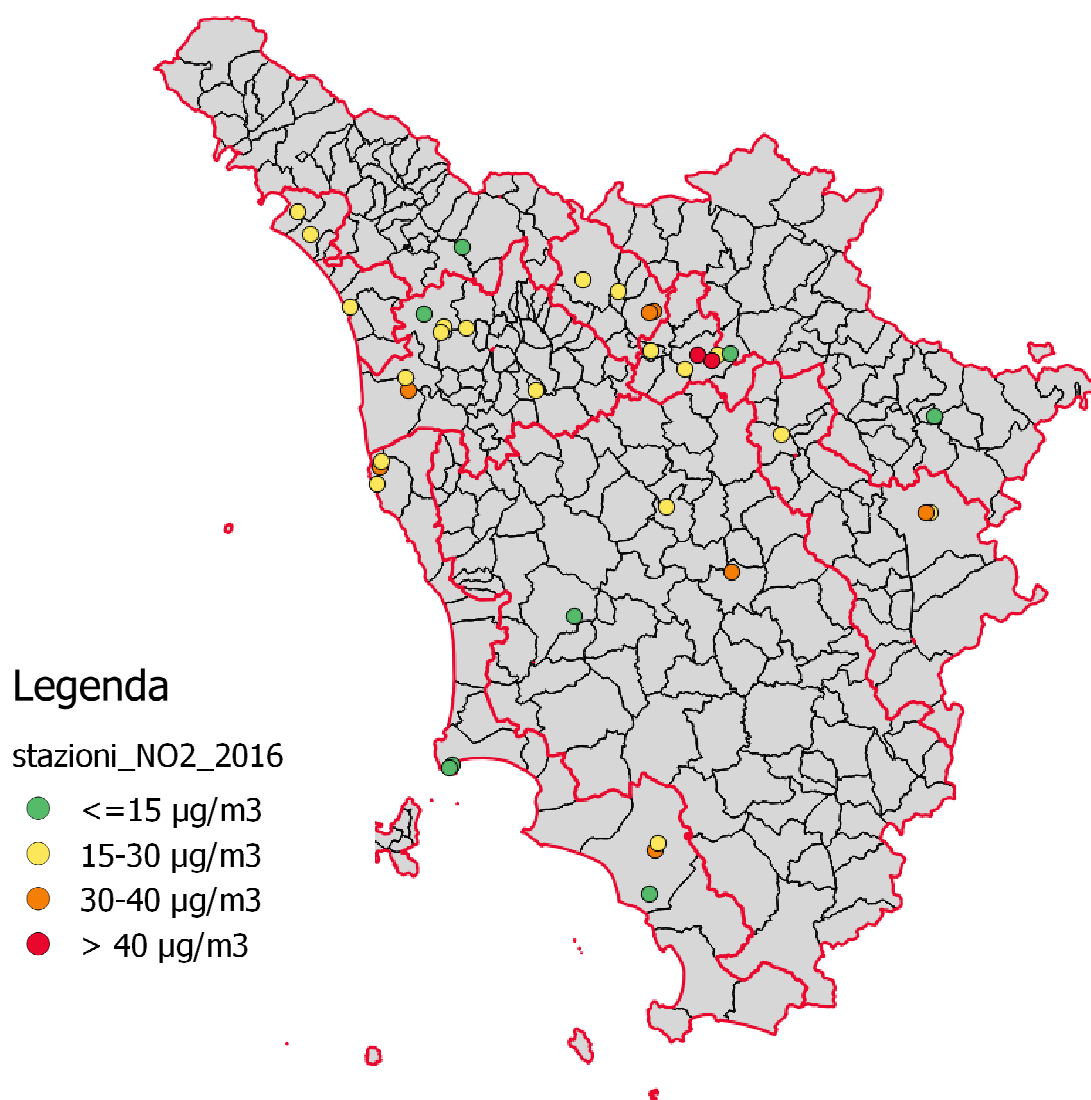 Legenda
stazioni_NO2_2016
<=15 µg/m3
15-30 µg/m3
30-40 µg/m3
> 40 µg/m3